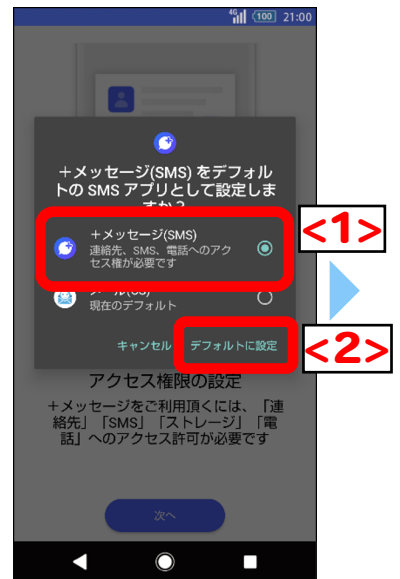 4G 100 21:00
+メッセージ(SMS) をデフォル
トの SMS アプリとして設定しま
すか?
+メッセージ(SMS)
連絡先、SMS、電話へのアク
セス権が必要です
<1>
現在のデフォルト
キャンセル デフォルトに設定
<2>
アクセス権限の設定
+メッセージをご利用頂くには、「連
絡先」「SMS」「ストレージ」「電
話」へのアクセス許可が必要です
次へ